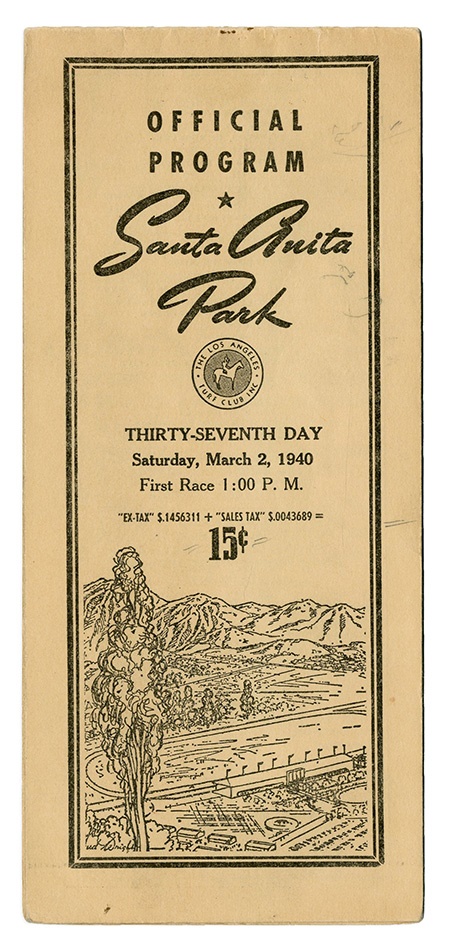 OFFICIAL
PROGRAM
Santa Anita
Park
THE LOS ANGELES
TURF CLUB INC
THIRTY-SEVENTH DAY
Saturday, March 2, 1940
First Race 1:00 P. M.
"EX-TAX" $.1456311 + "SALES TAX" $.0043689 =
15¢